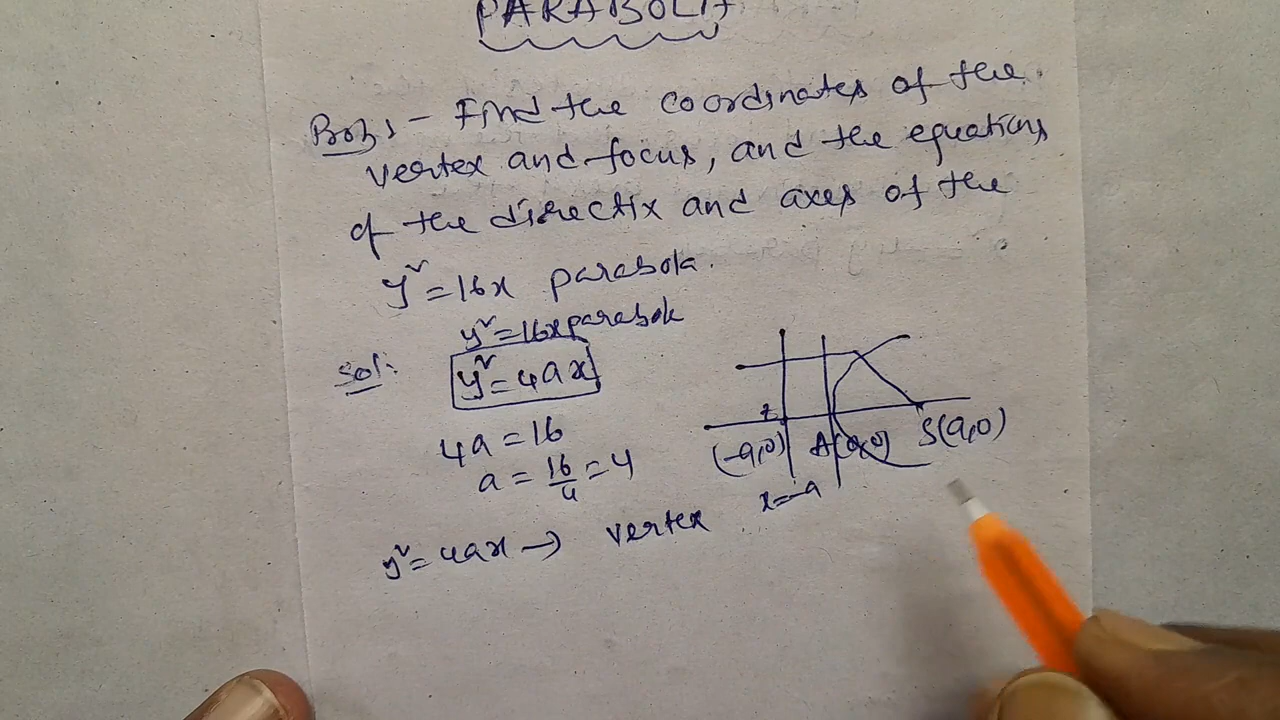 PARABOLA
Prob 1 - Find the coordinates of the
vertex and focus, and the equations
of the directix and axes of the
y² = 16x parabola.
y² = 16x parabola
Sol:
y² = 4ax
4a = 16
a = 16/4 = 4
y² = 4ax → vertex
z
(-a,0)
A(0,0)
S(a,0)
x=-a